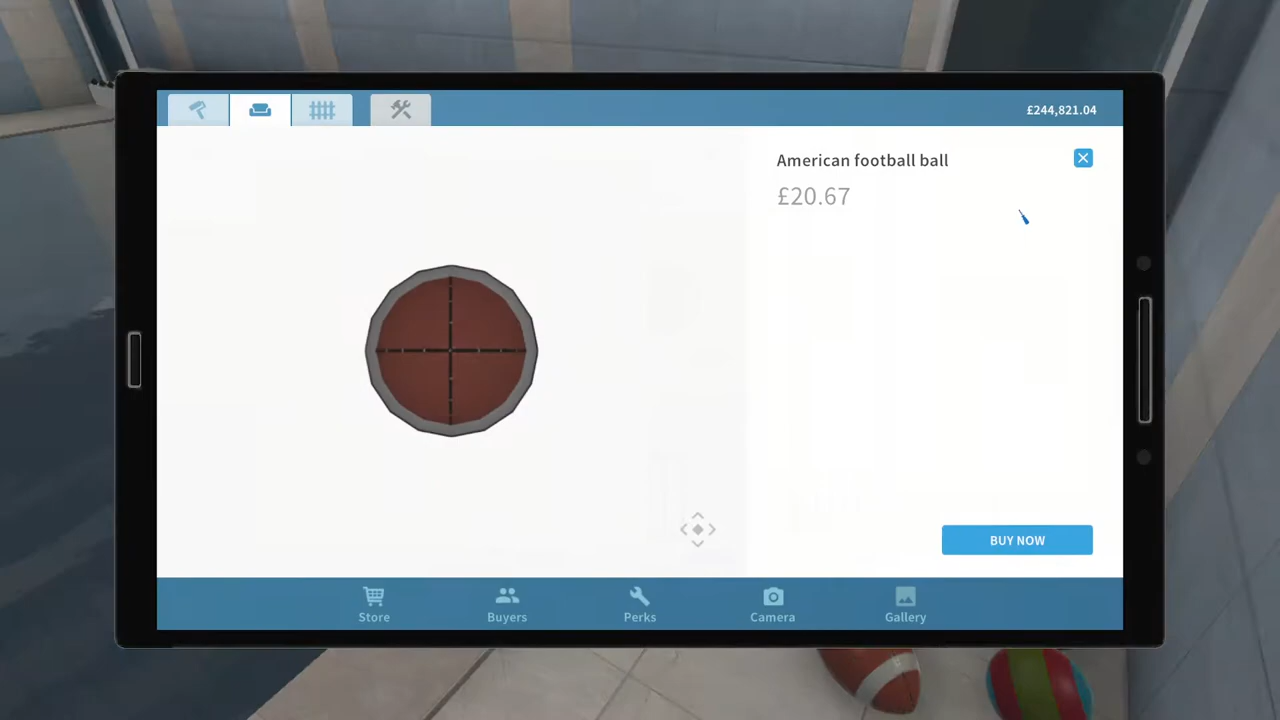 £244,821.04
American football ball
£20.67
BUY NOW
Store
Buyers
Perks
Camera
Gallery